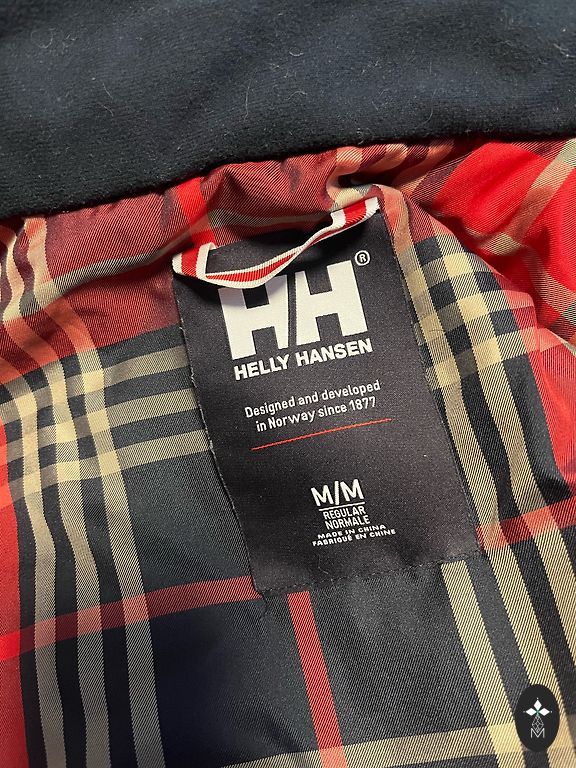 HH®
HELLY HANSEN
Designed and developed
in Norway since 1877
M/M
REGULAR
NORMALE
MADE IN CHINA
FABRIQUÉ EN CHINE
M